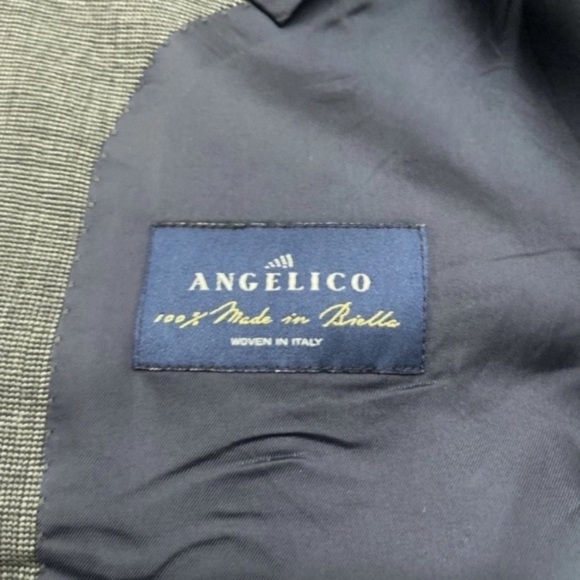 ANGELICO
100% Made in Biella
WOVEN IN ITALY